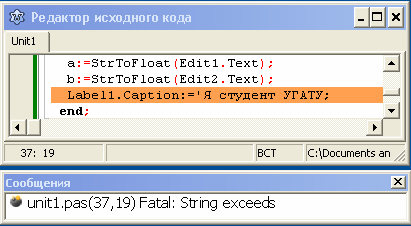 Редактор исходного кода
Unit1
a:=StrToFloat(Edit1.Text);
b:=StrToFloat(Edit2.Text);
Label1.Caption:='Я студент УГАТУ;
end;
37: 19 ВСТ C:\Documents an
Сообщения
unit1.pas(37,19) Fatal: String exceeds